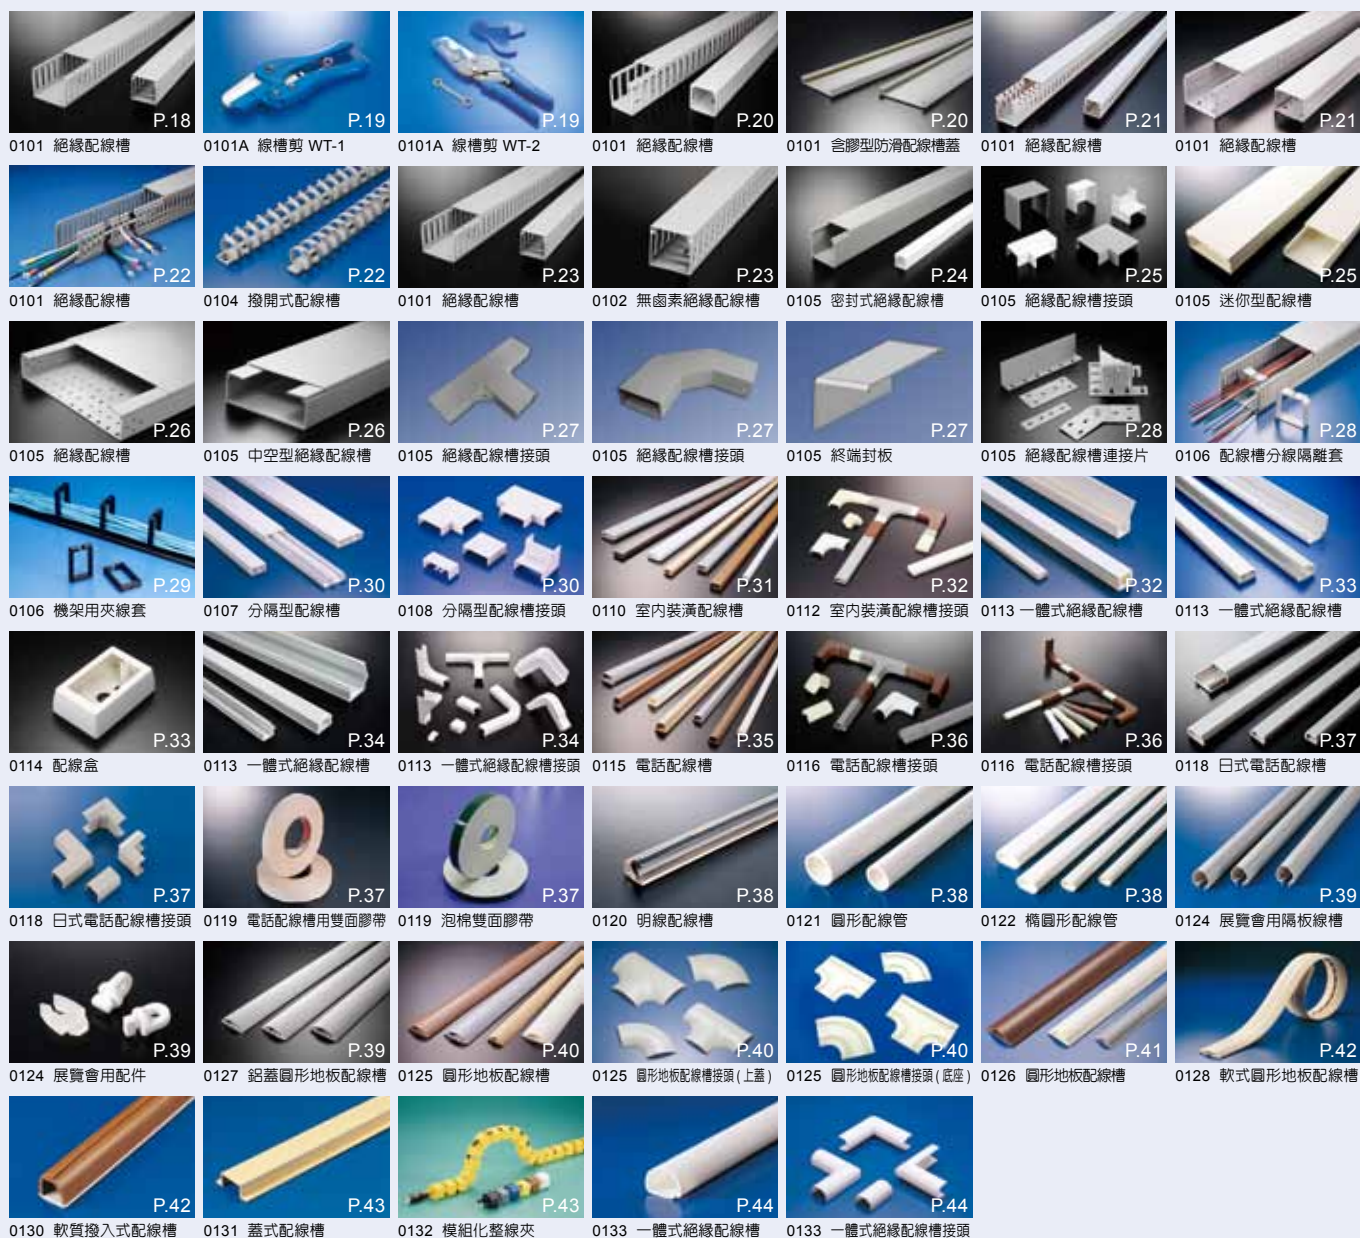 P.18
P.19
P.19
P.20
P.20
P.21
P.21
0101 絕緣配線槽
0101A 線槽剪 WT-1
0101A 線槽剪 WT-2
0101 絕緣配線槽
0101 含膠型防滑配線槽蓋
0101 絕緣配線槽
0101 絕緣配線槽
P.22
P.22
P.23
P.23
P.24
P.25
P.25
0101 絕緣配線槽
0104 撥開式配線槽
0101 絕緣配線槽
0102 無鹵素絕緣配線槽
0105 密封式絕緣配線槽
0105 絕緣配線槽接頭
0105 迷你型配線槽
P.26
P.26
P.27
P.27
P.27
P.28
P.28
0105 絕緣配線槽
0105 中空型絕緣配線槽
0105 絕緣配線槽接頭
0105 絕緣配線槽接頭
0105 終端封板
0105 絕緣配線槽連接片
0106 配線槽分線隔離套
P.29
P.30
P.30
P.31
P.32
P.32
P.33
0106 機架用夾線套
0107 分隔型配線槽
0108 分隔型配線槽接頭
0110 室內裝潢配線槽
0112 室內裝潢配線槽接頭
0113 一體式絕緣配線槽
0113 一體式絕緣配線槽
P.33
P.34
P.34
P.35
P.36
P.36
P.37
0114 配線盒
0113 一體式絕緣配線槽
0113 一體式絕緣配線槽接頭
0115 電話配線槽
0116 電話配線槽接頭
0116 電話配線槽接頭
0118 日式電話配線槽
P.37
P.37
P.37
P.38
P.38
P.38
P.39
0118 日式電話配線槽接頭
0119 電話配線槽用雙面膠帶
0119 泡棉雙面膠帶
0120 明線配線槽
0121 圓形配線管
0122 橢圓形配線管
0124 展覽會用隔板線槽
P.39
P.39
P.40
P.40
P.40
P.41
P.42
0124 展覽會用配件
0127 鋁蓋圓形地板配線槽
0125 圓形地板配線槽
0125 圓形地板配線槽接頭 ( 上蓋 )
0125 圓形地板配線槽接頭 ( 底座 )
0126 圓形地板配線槽
0128 軟式圓形地板配線槽
P.42
P.43
P.43
P.44
P.44
0130 軟質撥入式配線槽
0131 蓋式配線槽
0132 模組化整線夾
0133 一體式絕緣配線槽
0133 一體式絕緣配線槽接頭